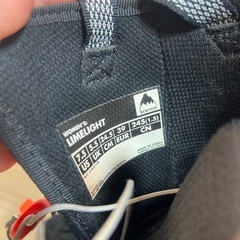 WOMEN'S:
LIMELIGHT
7.5 5.5 24.5 39 245(1.5)
US UK CM EUR CN